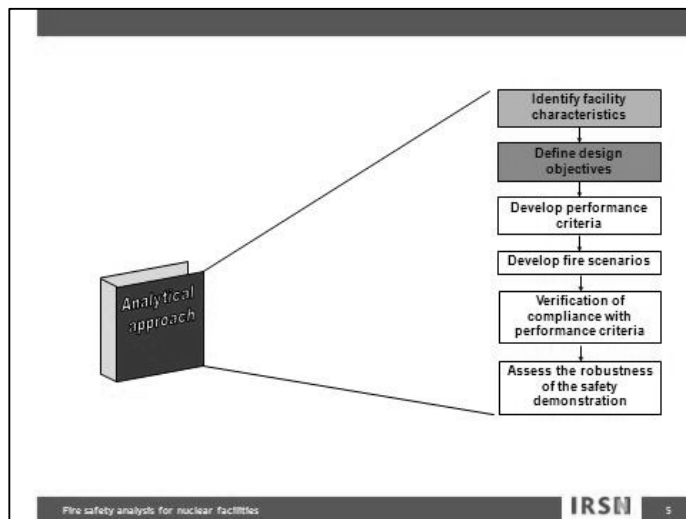 Identify facility
characteristics
Define design
objectives
Develop performance
criteria
Develop fire scenarios
Verification of
compliance with
performance criteria
Assess the robustness
of the safety
demonstration
Analytical
approach
Fire safety analysis for nuclear facilities
IRSN
5